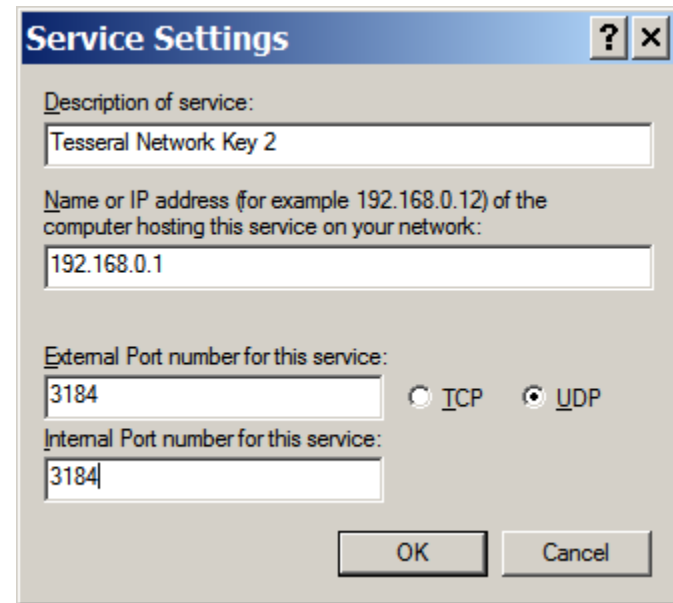 Service Settings
Description of service:
Tesseral Network Key 2
Name or IP address (for example 192.168.0.12) of the
computer hosting this service on your network:
192.168.0.1
External Port number for this service:
3184 TCP UDP
Internal Port number for this service:
3184
OK Cancel